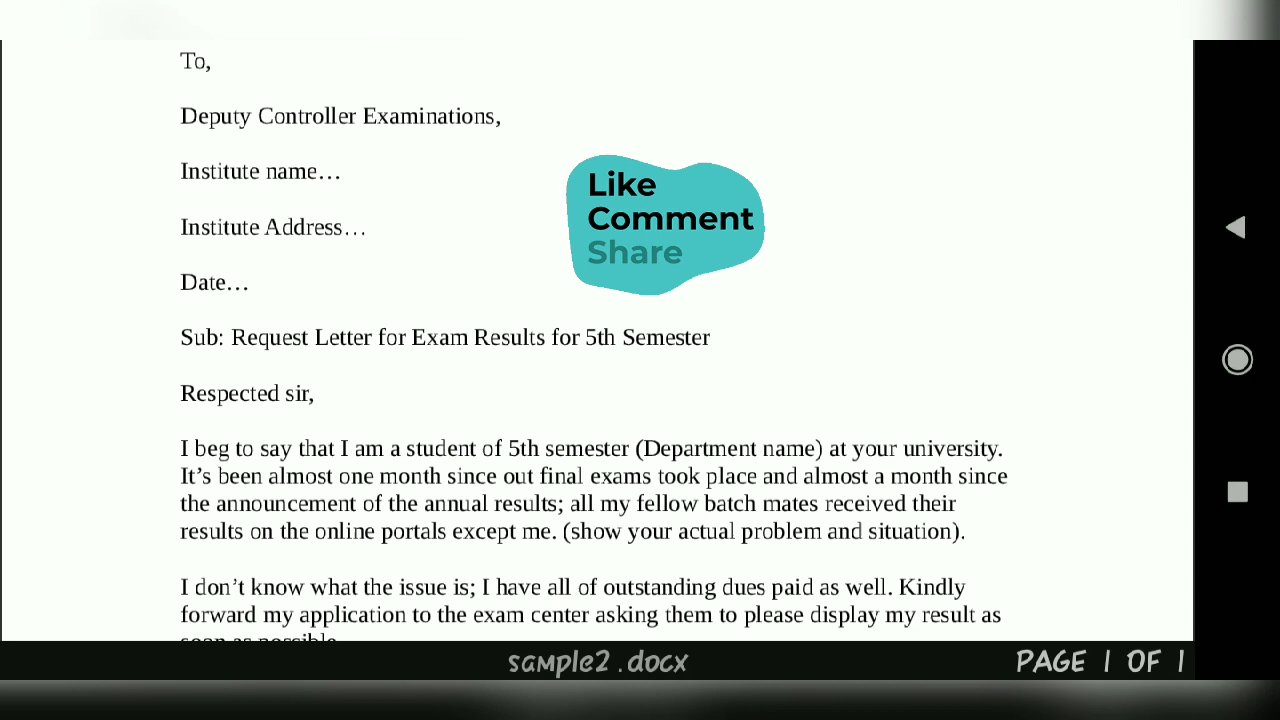 To,
Deputy Controller Examinations,
Institute name…
Institute Address…
Date…
Like
Comment
Share
Sub: Request Letter for Exam Results for 5th Semester
Respected sir,
I beg to say that I am a student of 5th semester (Department name) at your university.
It’s been almost one month since out final exams took place and almost a month since
the announcement of the annual results; all my fellow batch mates received their
results on the online portals except me. (show your actual problem and situation).
I don’t know what the issue is; I have all of outstanding dues paid as well. Kindly
forward my application to the exam center asking them to please display my result as
soon as possible.
sample2.docx
PAGE 1 OF 1